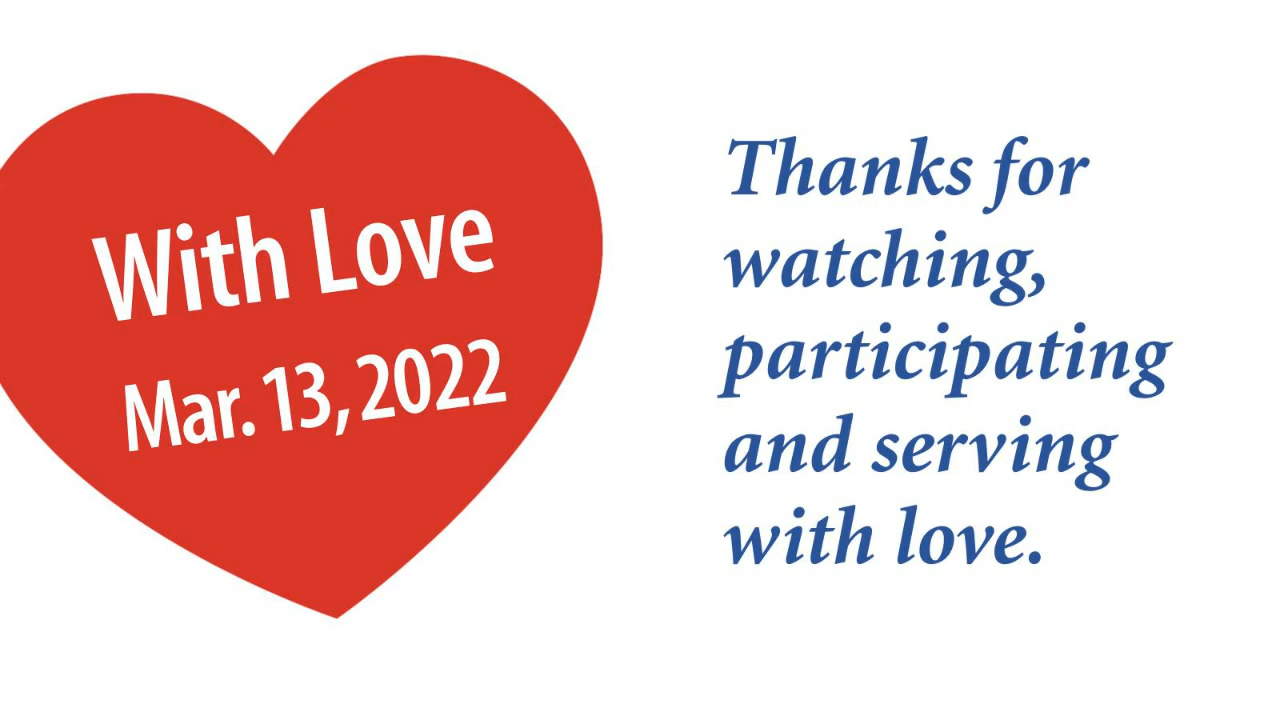 With Love
Mar. 13, 2022
Thanks for
watching,
participating
and serving
with love.